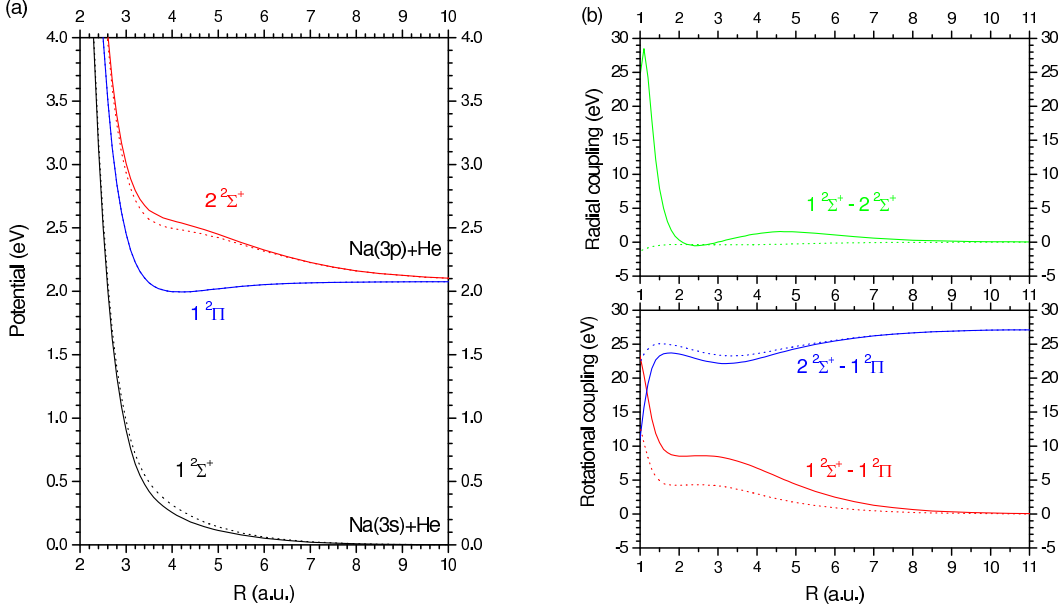 (a)
2 3 4 5 6 7 8 9 10
4.0 4.0
3.5 3.5
3.0 3.0
2.5 2.5
2.0 2.0
1.5 1.5
1.0 1.0
0.5 0.5
0.0 0.0
Potential (eV)
2 ²Σ⁺
Na(3p)+He
1 ²Π
1 ²Σ⁺
Na(3s)+He
2 3 4 5 6 7 8 9 10
R (a.u.)
(b)
1 2 3 4 5 6 7 8 9 10 11
30 30
25 25
20 20
15 15
10 10
5 5
0 0
-5 -5
Radial coupling (eV)
1 ²Σ⁺ - 2 ²Σ⁺
1 2 3 4 5 6 7 8 9 10 11
30 30
25 25
20 20
15 15
10 10
5 5
0 0
-5 -5
Rotational coupling (eV)
2 ²Σ⁺ - 1 ²Π
1 ²Σ⁺ - 1 ²Π
1 2 3 4 5 6 7 8 9 10 11
R (a.u.)